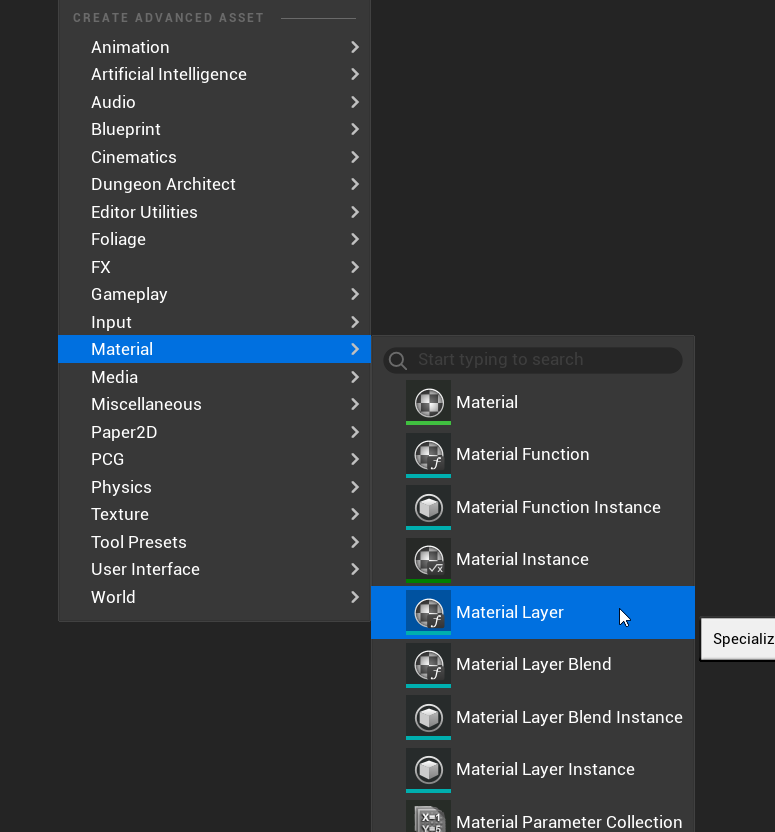 CREATE ADVANCED ASSET
Animation
Artificial Intelligence
Audio
Blueprint
Cinematics
Dungeon Architect
Editor Utilities
Foliage
FX
Gameplay
Input
Material
Media
Miscellaneous
Paper2D
PCG
Physics
Texture
Tool Presets
User Interface
World
Start typing to search
Material
Material Function
Material Function Instance
Material Instance
Material Layer
Material Layer Blend
Material Layer Blend Instance
Material Layer Instance
X=1
Y=5
Material Parameter Collection
Specializ